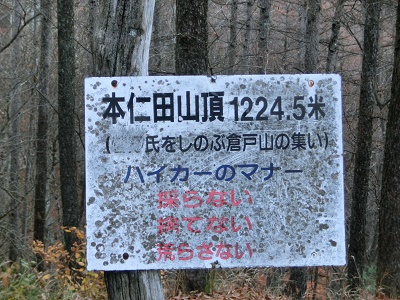 本仁田山頂 1224.5米
( 氏をしのぶ倉戸山の集い)
ハイカーのマナー
採らない
捨てない
荒らさない